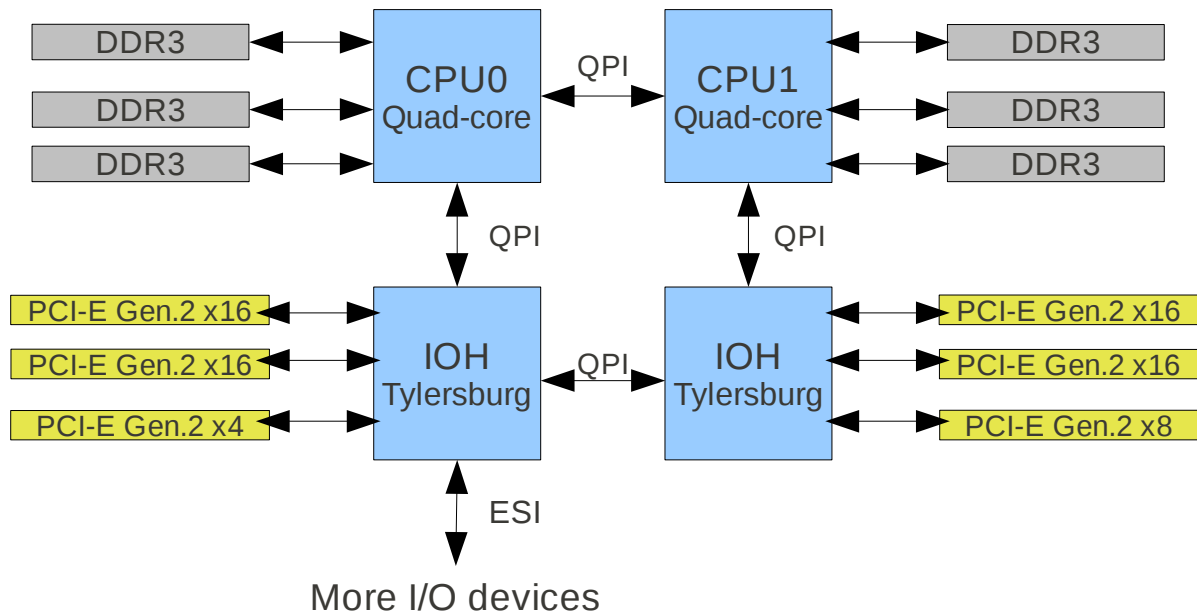 DDR3
DDR3
DDR3
CPU0
Quad-core
QPI
CPU1
Quad-core
DDR3
DDR3
DDR3
QPI
QPI
PCI-E Gen.2 x16
PCI-E Gen.2 x16
PCI-E Gen.2 x4
IOH
Tylersburg
QPI
IOH
Tylersburg
PCI-E Gen.2 x16
PCI-E Gen.2 x16
PCI-E Gen.2 x8
ESI
More I/O devices